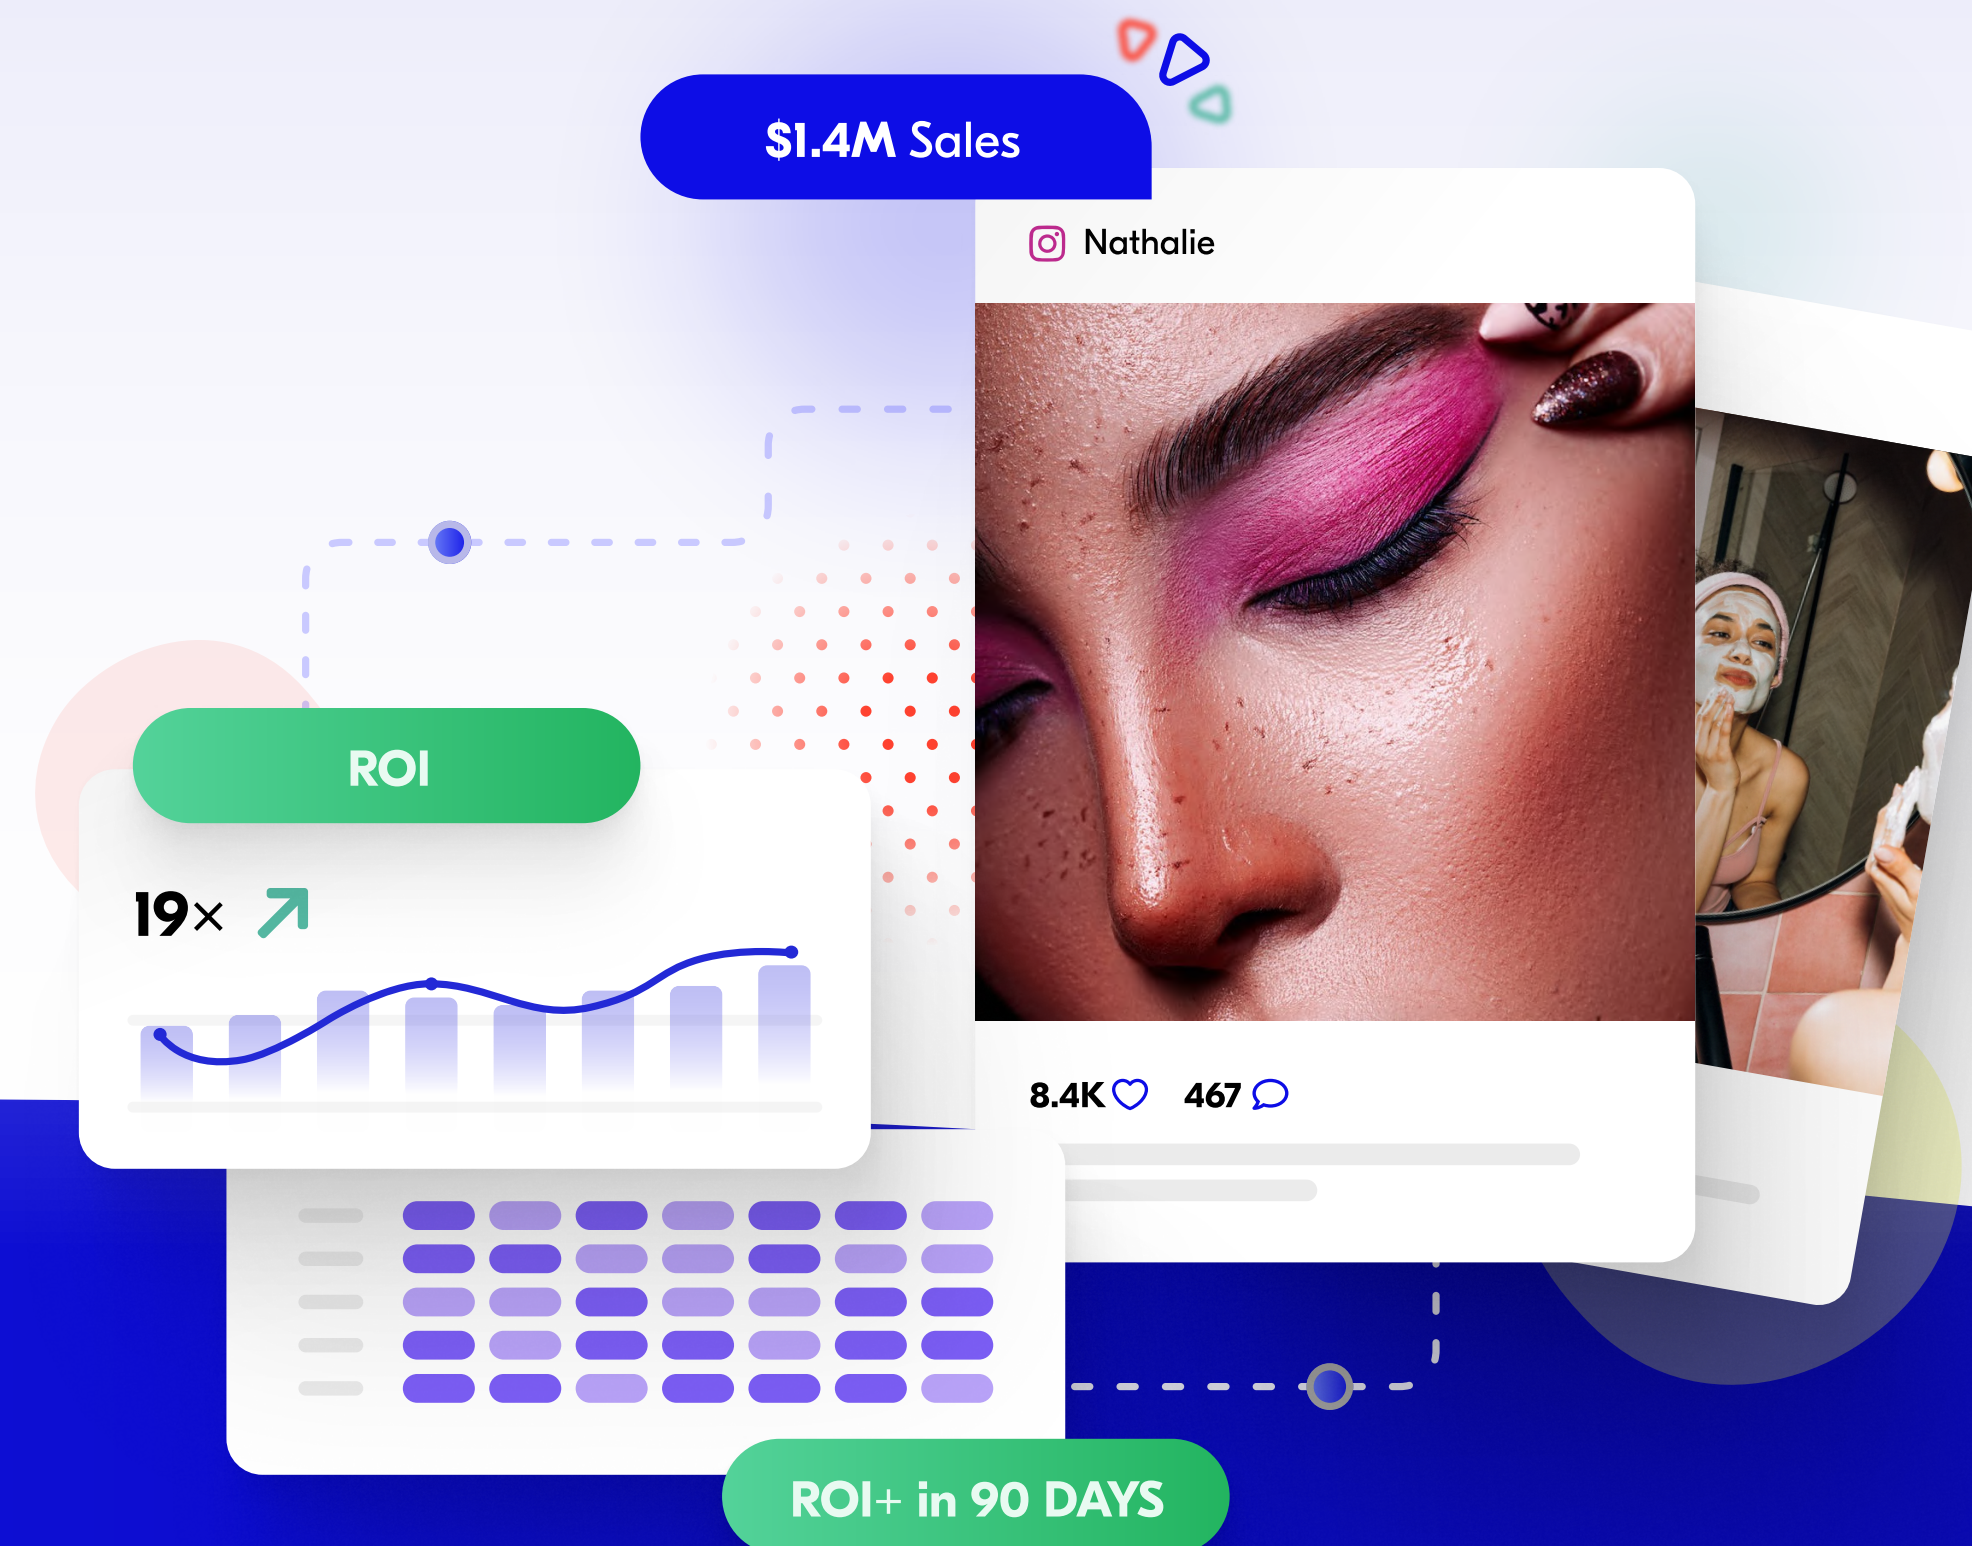 $1.4M Sales
Nathalie
ROI
19×
8.4K
467
ROI+ in 90 DAYS